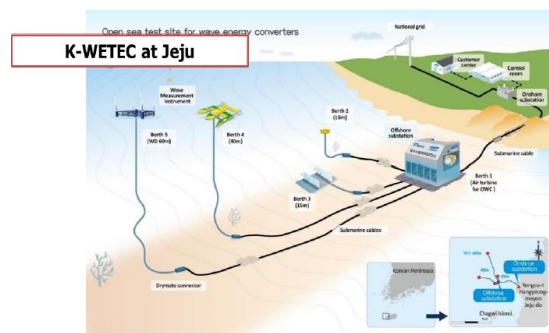 Open sea test site for wave energy converters
K-WETEC at Jeju
National grid
Customer
center
Control
room
Onshore
substation
Wave
Measurement
Instrument
Berth 5
(WD 60m)
Berth 4
(40m)
Berth 2
(15m)
Offshore
substation
Submarine cable
Berth 1
(Air turbine
for OWC)
Berth 3
(15m)
Submarine cables
Drymate connector
Korean Peninsula
Onshore
substation
Offshore
substation
Chagwi Island
Jeju-do